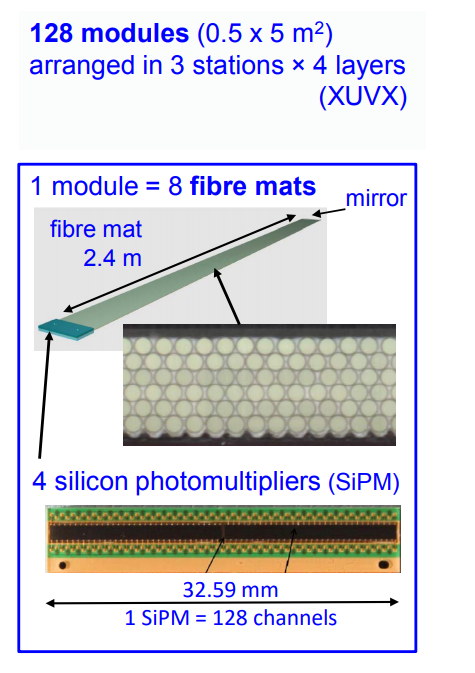 128 modules (0.5 x 5 m²)
arranged in 3 stations × 4 layers
(XUVX)
1 module = 8 fibre mats
mirror
fibre mat
2.4 m
4 silicon photomultipliers (SiPM)
32.59 mm
1 SiPM = 128 channels